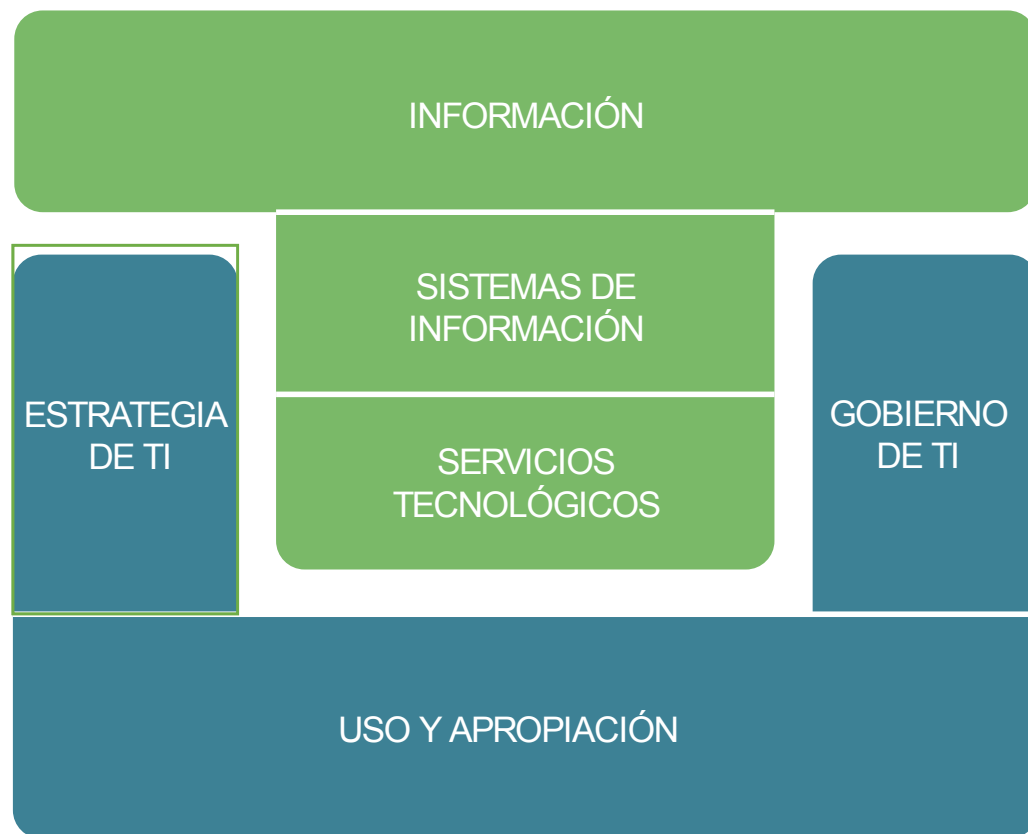 INFORMACIÓN
SISTEMAS DE
INFORMACIÓN
ESTRATEGIA
DE TI
GOBIERNO
DE TI
SERVICIOS
TECNOLÓGICOS
USO Y APROPIACIÓN